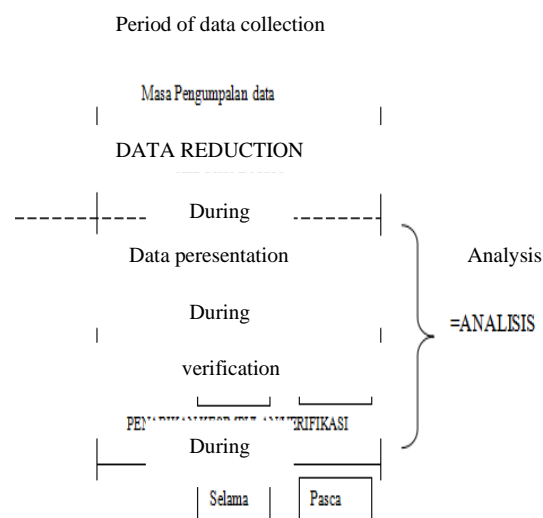 Period of data collection
Masa Pengumpalan data
DATA REDUCTION
During
Data peresentation
Analysis
During
=ANALISIS
verification
During
Selama
Pasca